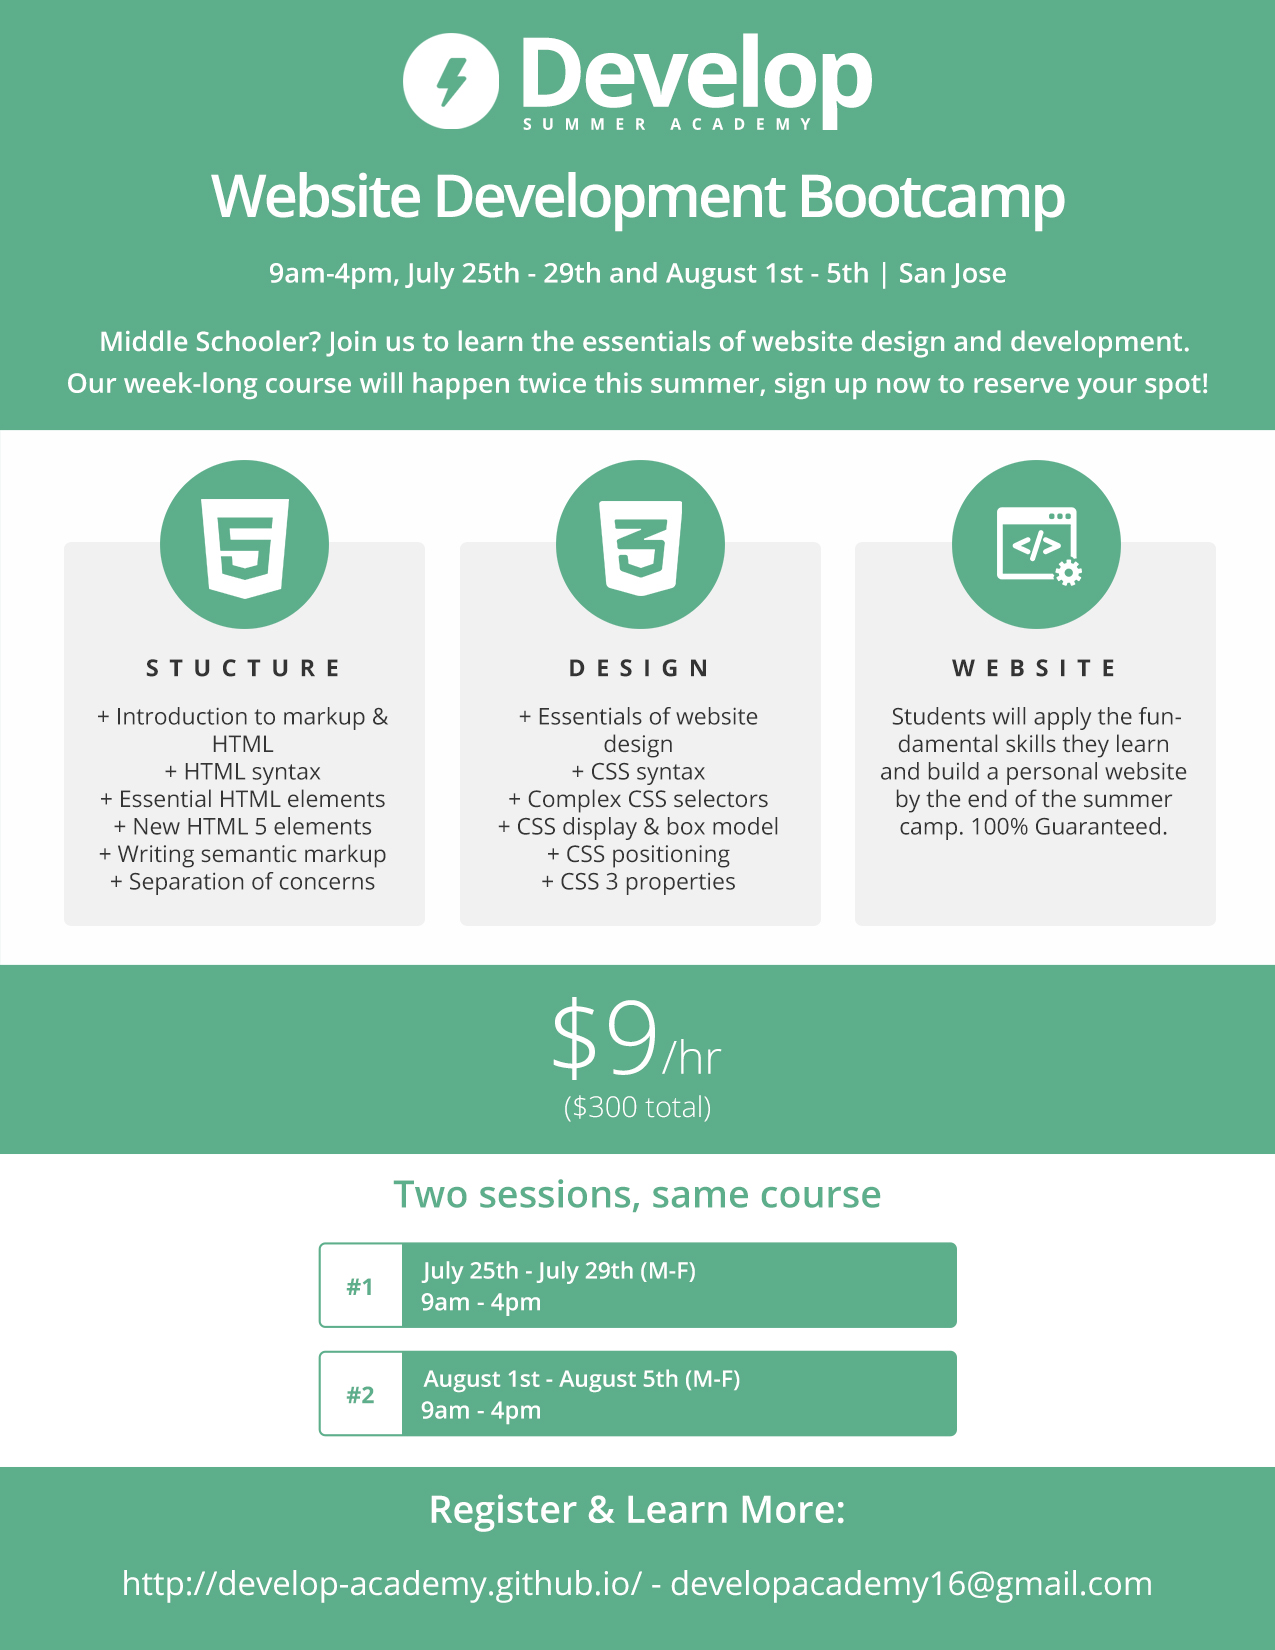 Develop
SUMMER ACADEMY
Website Development Bootcamp
9am-4pm, July 25th - 29th and August 1st - 5th | San Jose
Middle Schooler? Join us to learn the essentials of website design and development.
Our week-long course will happen twice this summer, sign up now to reserve your spot!
STUCTURE
+ Introduction to markup &
HTML
+ HTML syntax
+ Essential HTML elements
+ New HTML 5 elements
+ Writing semantic markup
+ Separation of concerns
DESIGN
+ Essentials of website
design
+ CSS syntax
+ Complex CSS selectors
+ CSS display & box model
+ CSS positioning
+ CSS 3 properties
</>
WEBSITE
Students will apply the fun-
damental skills they learn
and build a personal website
by the end of the summer
camp. 100% Guaranteed.
$9/hr
($300 total)
Two sessions, same course
#1
July 25th - July 29th (M-F)
9am - 4pm
#2
August 1st - August 5th (M-F)
9am - 4pm
Register & Learn More:
http://develop-academy.github.io/ - developacademy16@gmail.com